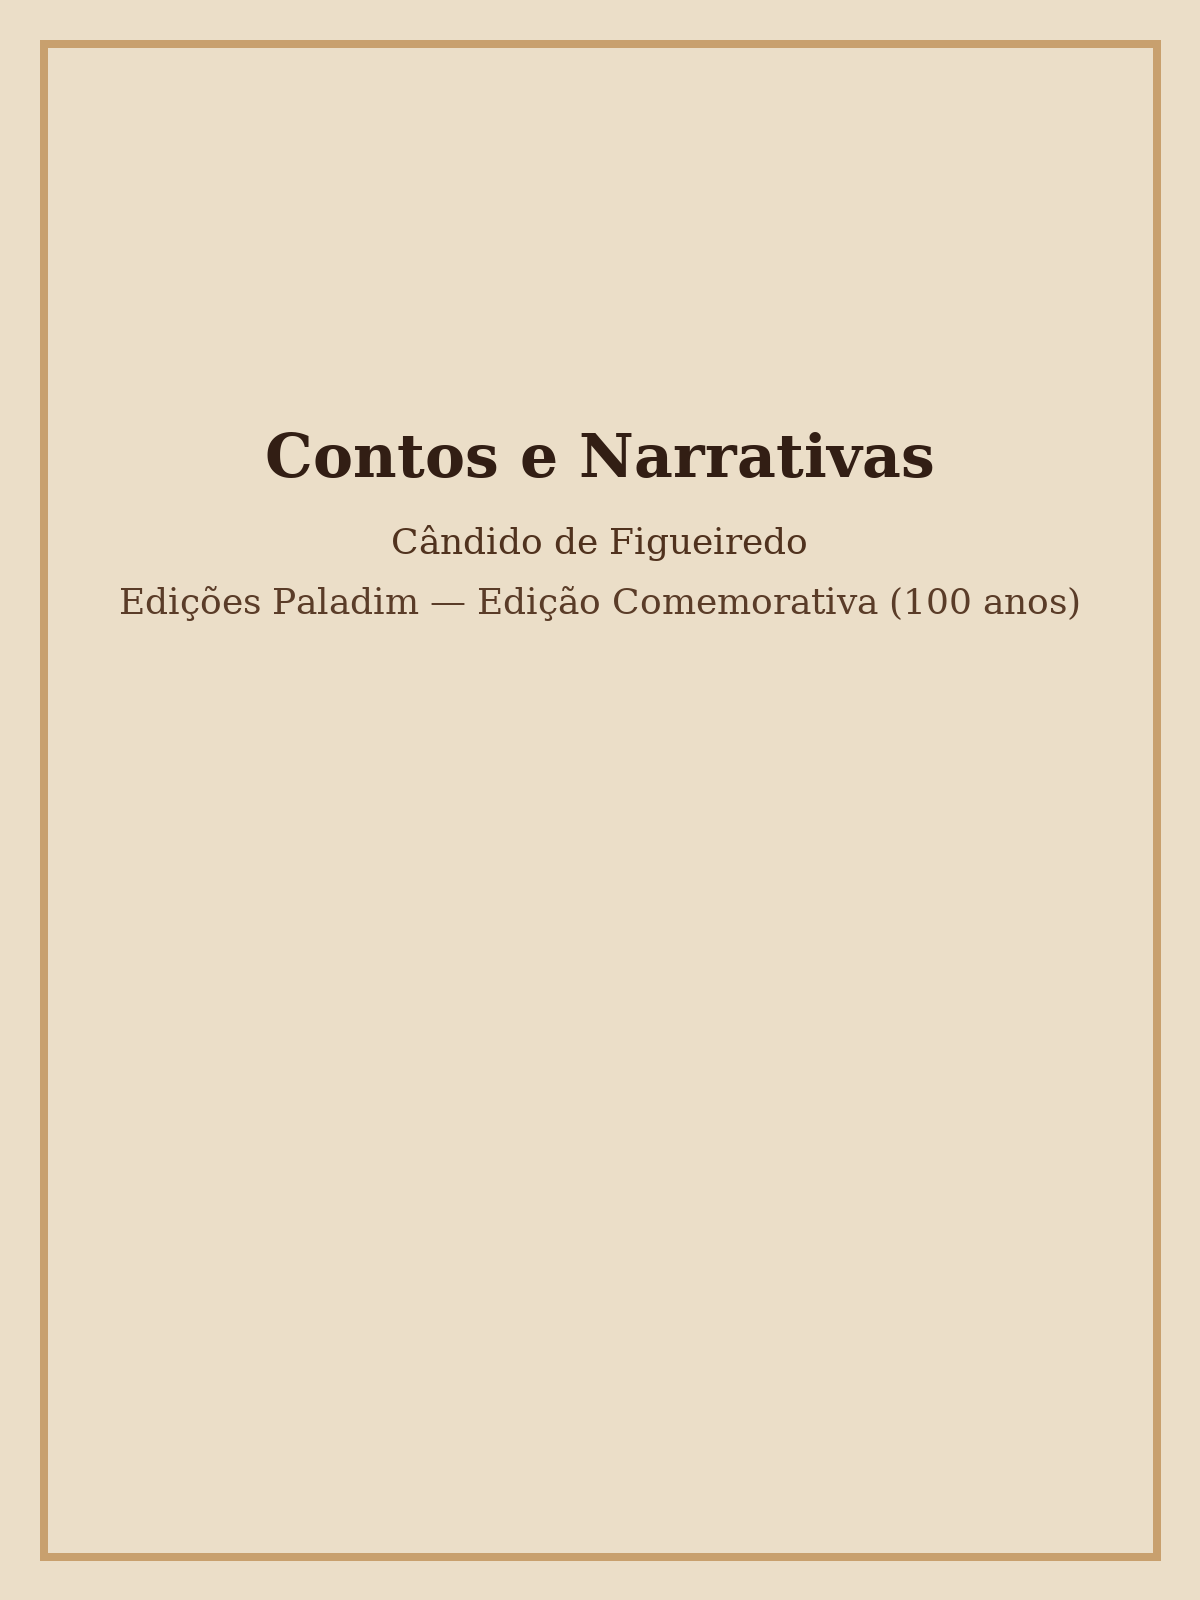 Contos e Narrativas
Cândido de Figueiredo
Edições Paladim — Edição Comemorativa (100 anos)